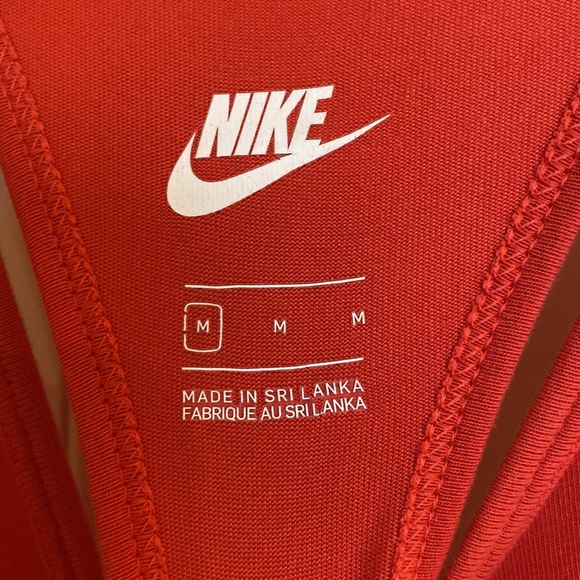 NIKE
M M M
MADE IN SRI LANKA
FABRIQUE AU SRI LANKA